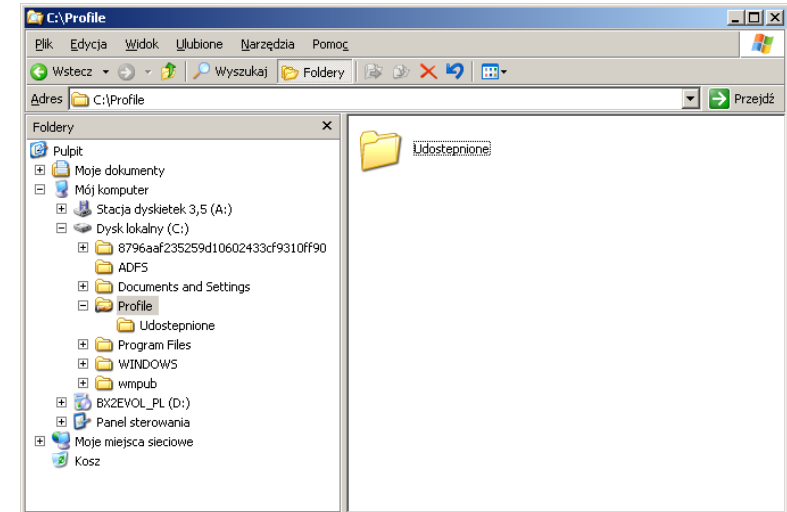 C:\Profile
Plik Edycja Widok Ulubione Narzędzia Pomoc
Wstecz Wyszukaj Foldery
Adres C:\Profile Przejdź
Foldery
Pulpit
Moje dokumenty
Mój komputer
Stacja dyskietek 3,5 (A:)
Dysk lokalny (C:)
8796aaf235259d10602433cf9310ff90
ADFS
Documents and Settings
Profile
Udostepnione
Program Files
WINDOWS
wmpub
BX2EVOL_PL (D:)
Panel sterowania
Moje miejsca sieciowe
Kosz
Udostepnione